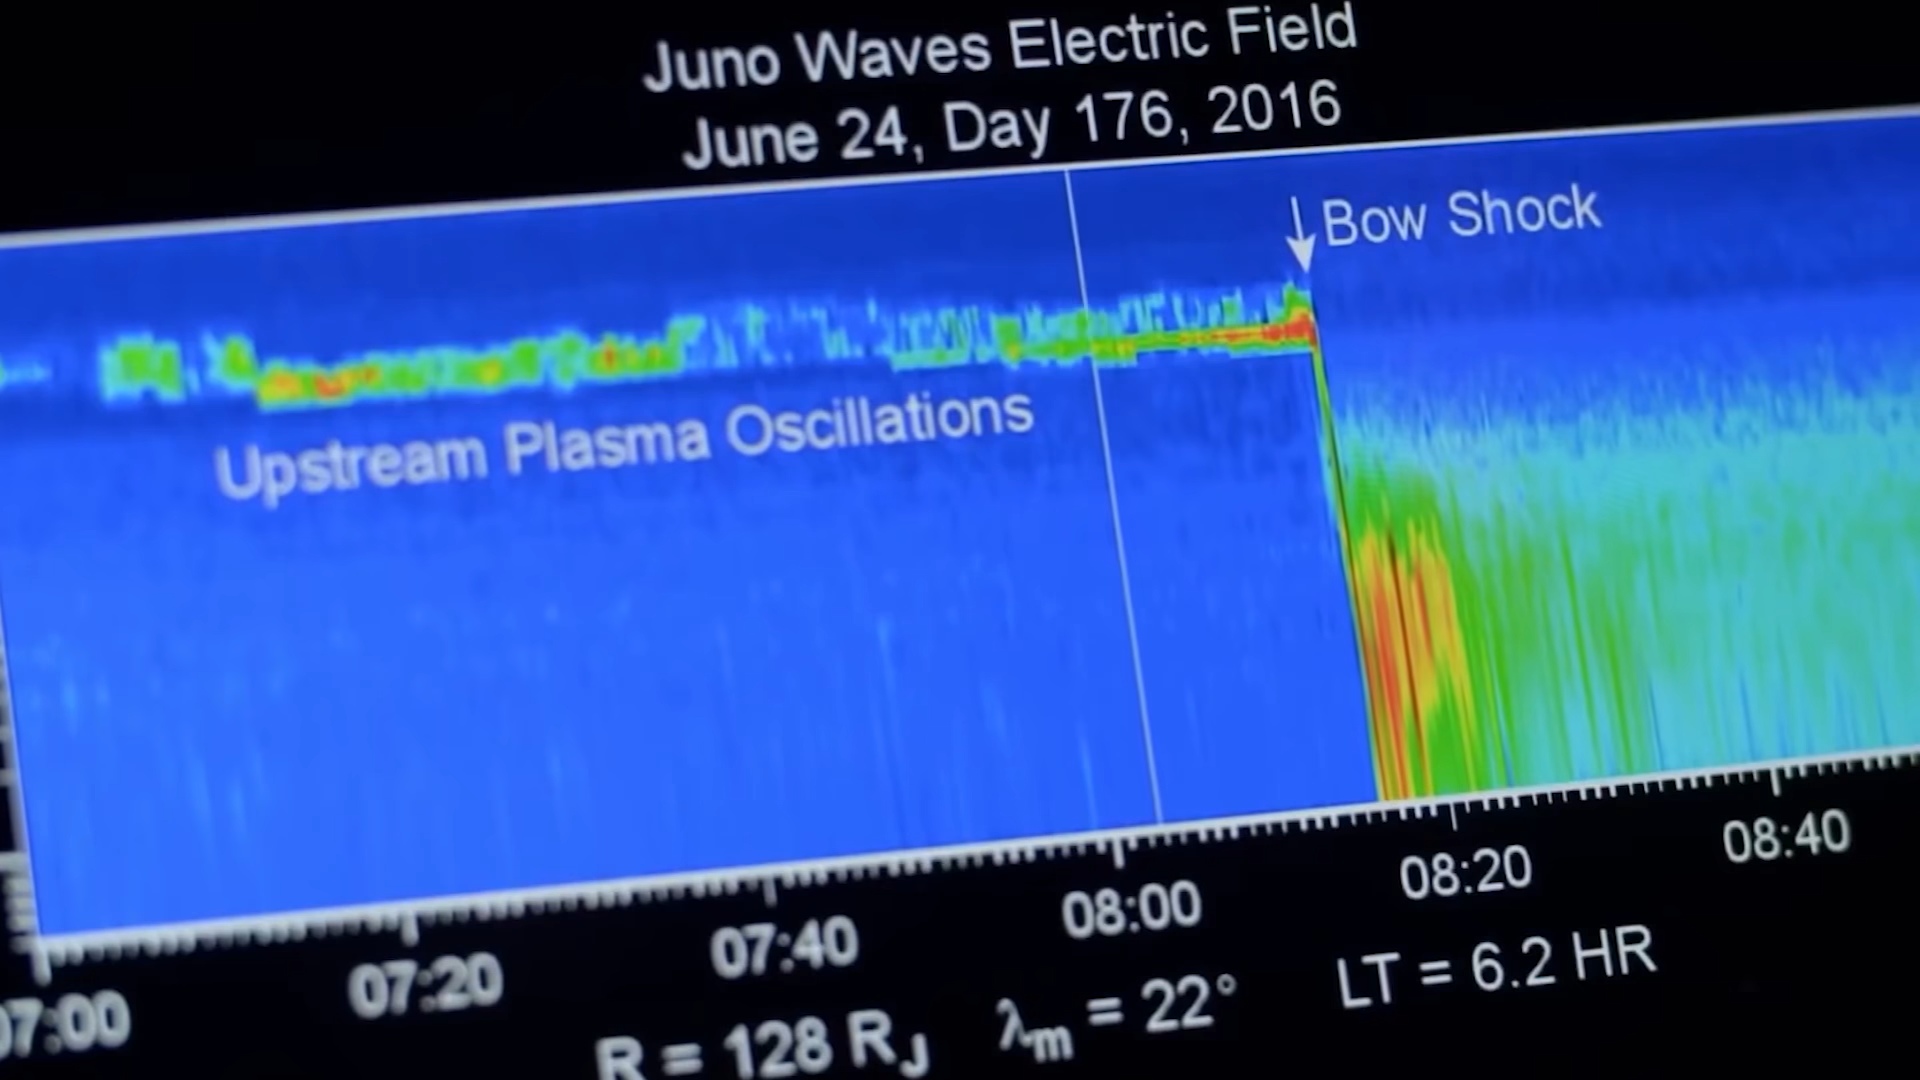 Juno Waves Electric Field
June 24, Day 176, 2016
Bow Shock
Upstream Plasma Oscillations
07:00 07:20 07:40 08:00 08:20 08:40
R = 128 RJ λm = 22° LT = 6.2 HR